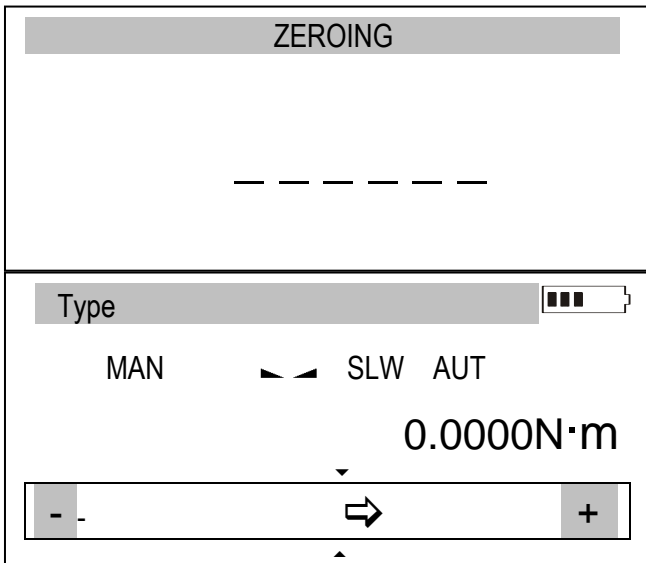 ZEROING
_ _ _ _ _ _
Type
MAN SLW AUT
0.0000N·m
- - +